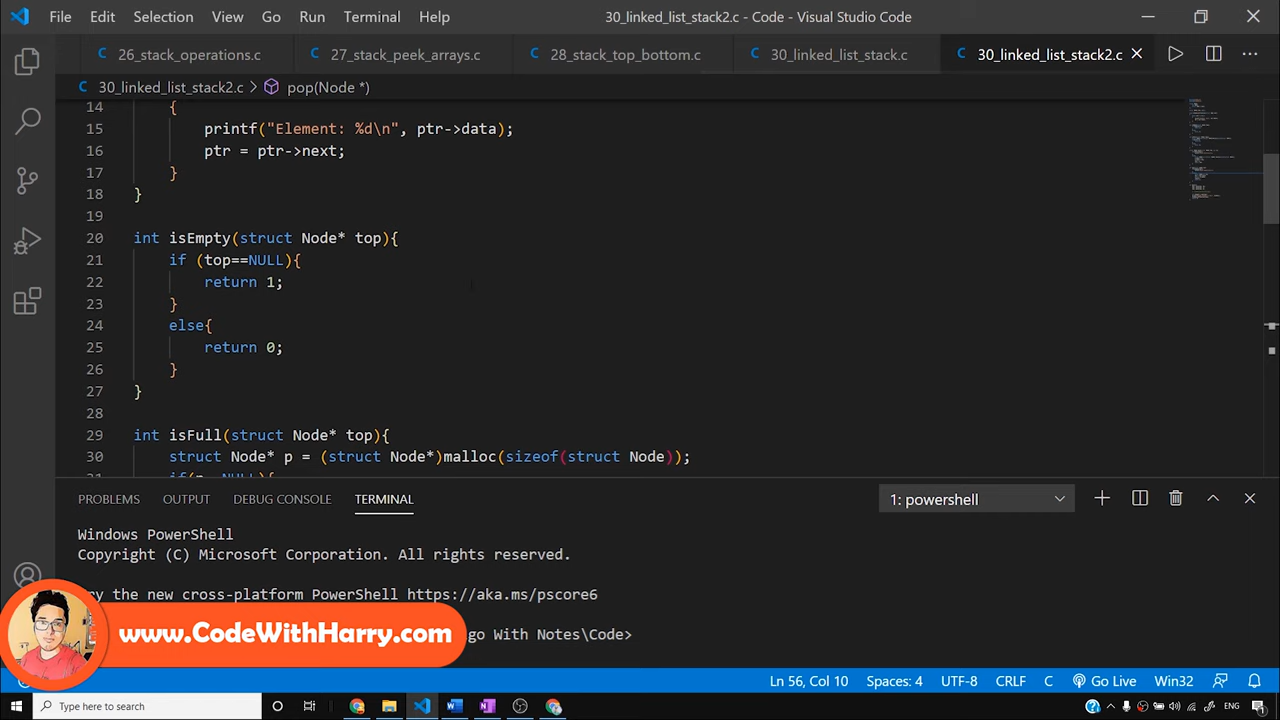 File Edit Selection View Go Run Terminal Help 30_linked_list_stack2.c - Code - Visual Studio Code
26_stack_operations.c 27_stack_peek_arrays.c 28_stack_top_bottom.c 30_linked_list_stack.c 30_linked_list_stack2.c
30_linked_list_stack2.c > pop(Node *)
14 {
15 printf("Element: %d\n", ptr->data);
16 ptr = ptr->next;
17 }
18 }
19
20 int isEmpty(struct Node* top){
21 if (top==NULL){
22 return 1;
23 }
24 else{
25 return 0;
26 }
27 }
28
29 int isFull(struct Node* top){
30 struct Node* p = (struct Node*)malloc(sizeof(struct Node));
PROBLEMS OUTPUT DEBUG CONSOLE TERMINAL 1: powershell
Windows PowerShell
Copyright (C) Microsoft Corporation. All rights reserved.
the new cross-platform PowerShell https://aka.ms/pscore6
www.CodeWithHarry.com
go With Notes\Code>
Ln 56, Col 10 Spaces: 4 UTF-8 CRLF C Go Live Win32
Type here to search ENG